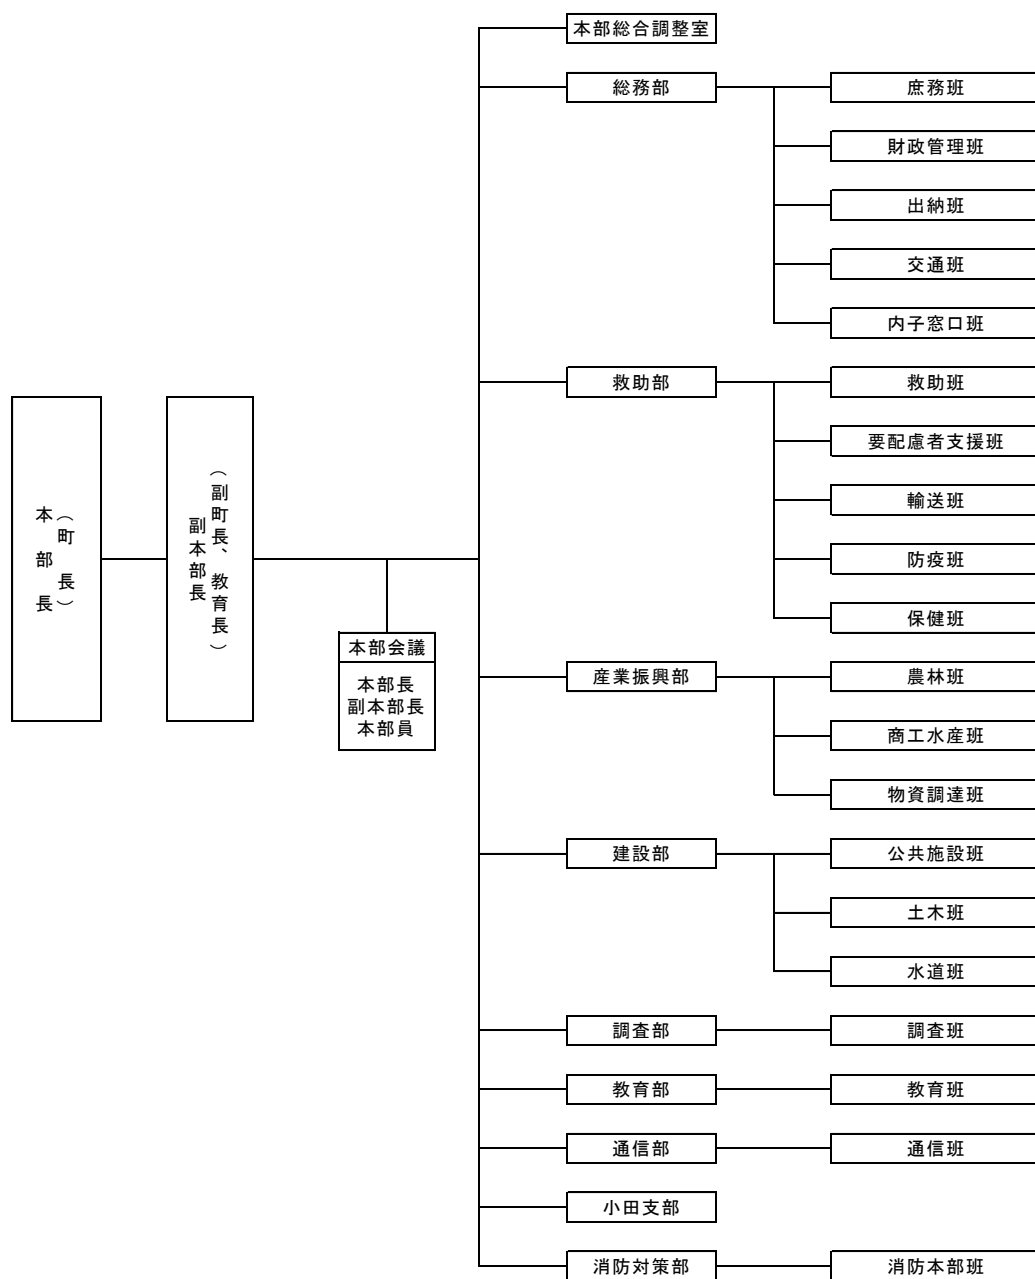 本部長
（町長）
副本部長
（副町長、教育長）
本部会議
本部長
副本部長
本部員
本部総合調整室
総務部
庶務班
財政管理班
出納班
交通班
内子窓口班
救助部
救助班
要配慮者支援班
輸送班
防疫班
保健班
産業振興部
農林班
商工水産班
物資調達班
建設部
公共施設班
土木班
水道班
調査部
調査班
教育部
教育班
通信部
通信班
小田支部
消防対策部
消防本部班